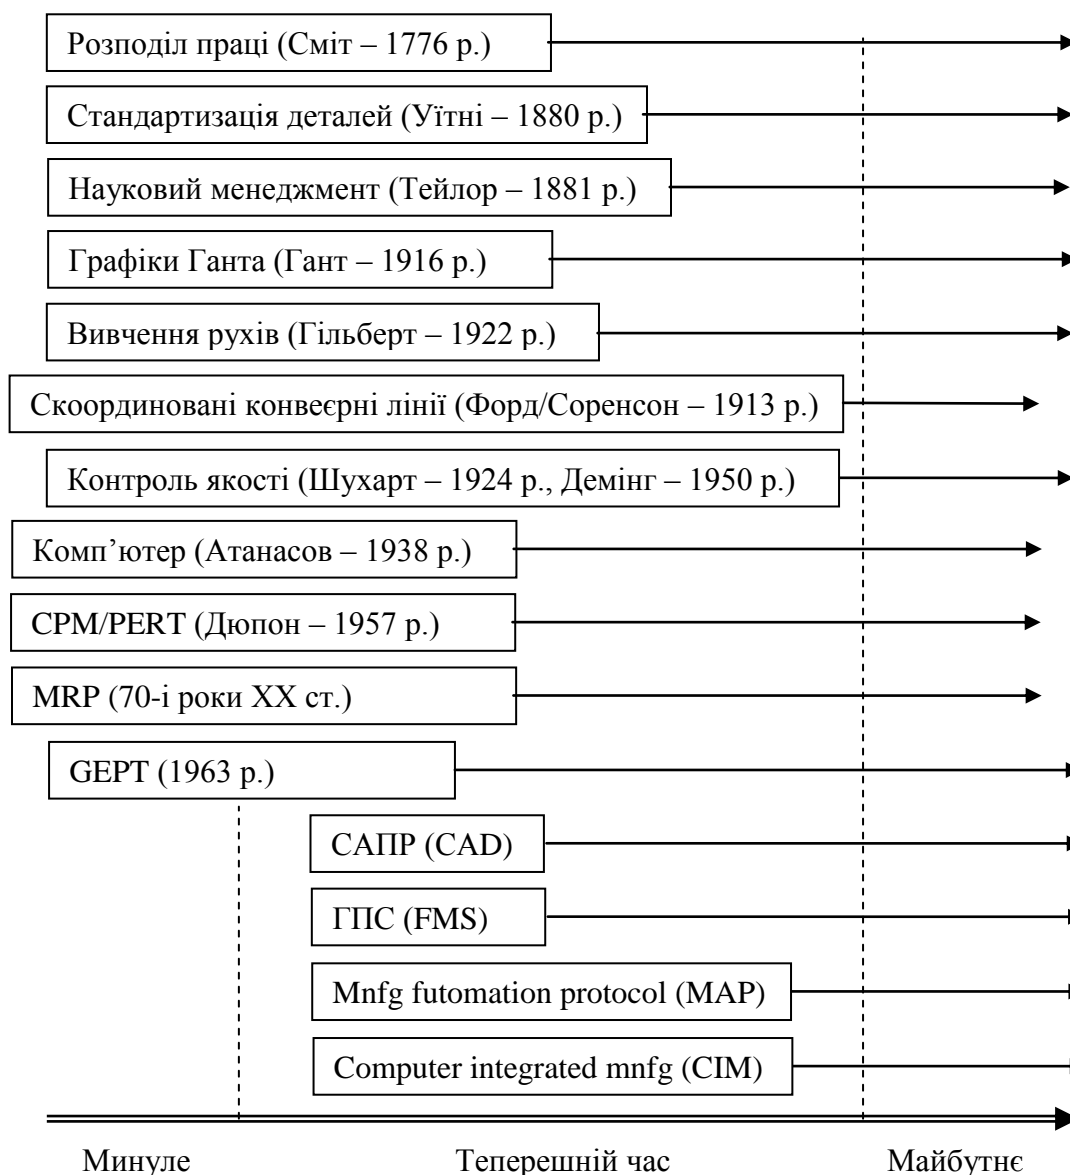 Розподіл праці (Сміт – 1776 р.)
Стандартизація деталей (Уїтні – 1880 р.)
Науковий менеджмент (Тейлор – 1881 р.)
Графіки Ганта (Гант – 1916 р.)
Вивчення рухів (Гільберт – 1922 р.)
Скоординовані конвеєрні лінії (Форд/Соренсон – 1913 р.)
Контроль якості (Шухарт – 1924 р., Демінг – 1950 р.)
Комп’ютер (Атанасов – 1938 р.)
CPM/PERT (Дюпон – 1957 р.)
MRP (70-і роки XX ст.)
GEPT (1963 р.)
САПР (CAD)
ГПС (FMS)
Mnfg futomation protocol (MAP)
Computer integrated mnfg (CIM)
Минуле Теперешній час Майбутнє